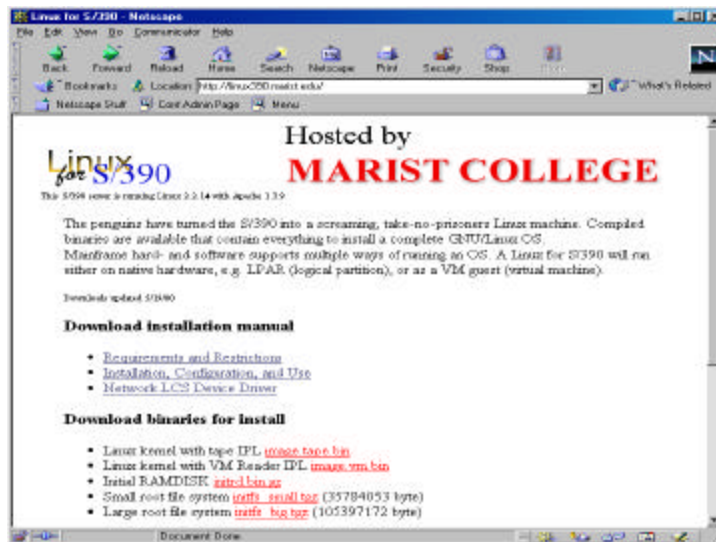 Linux for S/390 - Netscape
File Edit View Go Communicator Help
Back Forward Reload Home Search Netscape Print Security Shop
Bookmarks Location http://linux390.marist.edu/ What's Related
Netscape Stuff Cont Admin Page Menu
Hosted by
Linux for S/390
MARIST COLLEGE
This S/390 server is running Linux 2.2.14 with Apache 1.3.9
The penguins have turned the S/390 into a screaming, take-no-prisoners Linux machine. Compiled
binaries are available that contain everything to install a complete GNU/Linux OS.
Mainframe hard- and software supports multiple ways of running an OS. A Linux for S/390 will run
either on native hardware, e.g. LPAR (logical partition), or as a VM guest (virtual machine).
Downloads updated
Download installation manual
Requirements and Restrictions
Installation, Configuration, and Use
Network LCS Device Driver
Download binaries for install
Linux kernel with tape IPL image.tape.bin
Linux kernel with VM Reader IPL image.vm.bin
Initial RAMDISK initrd.bin.gz
Small root file system initfs_small.tgz (35784053 byte)
Large root file system initfs_big.tgz (105397172 byte)
Document Done